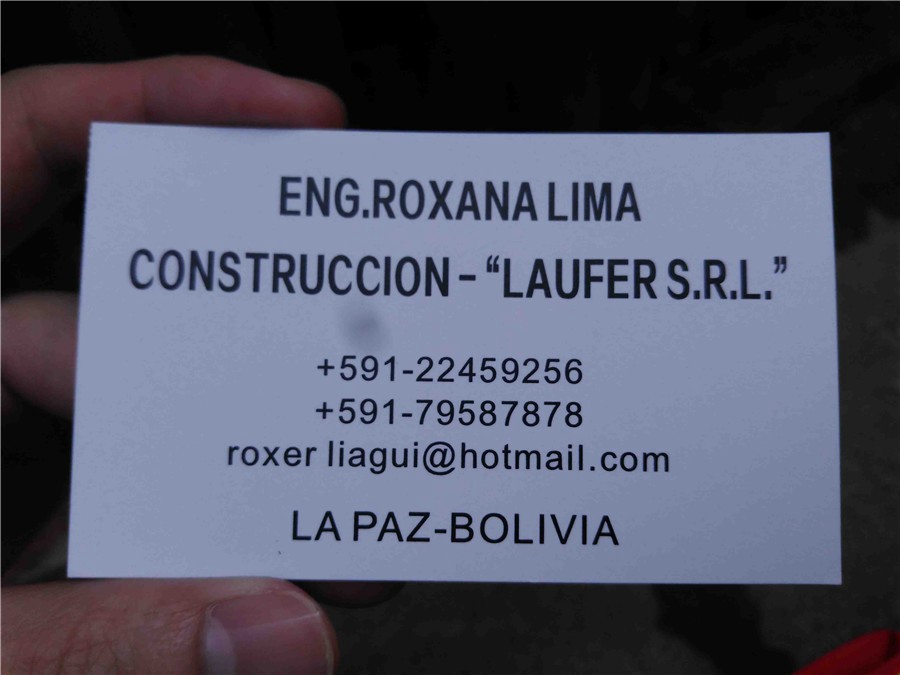 ENG.ROXANA LIMA
CONSTRUCCION - “LAUFER S.R.L.”
+591-22459256
+591-79587878
roxer liagui@hotmail.com
LA PAZ-BOLIVIA